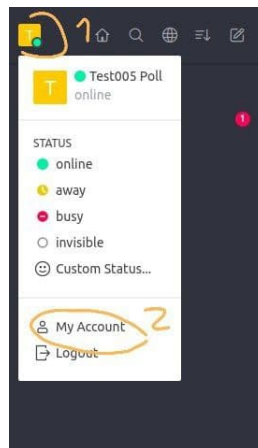 T 1
T Test005 Poll
online
1
STATUS
online
away
busy
invisible
Custom Status...
My Account 2
Logout